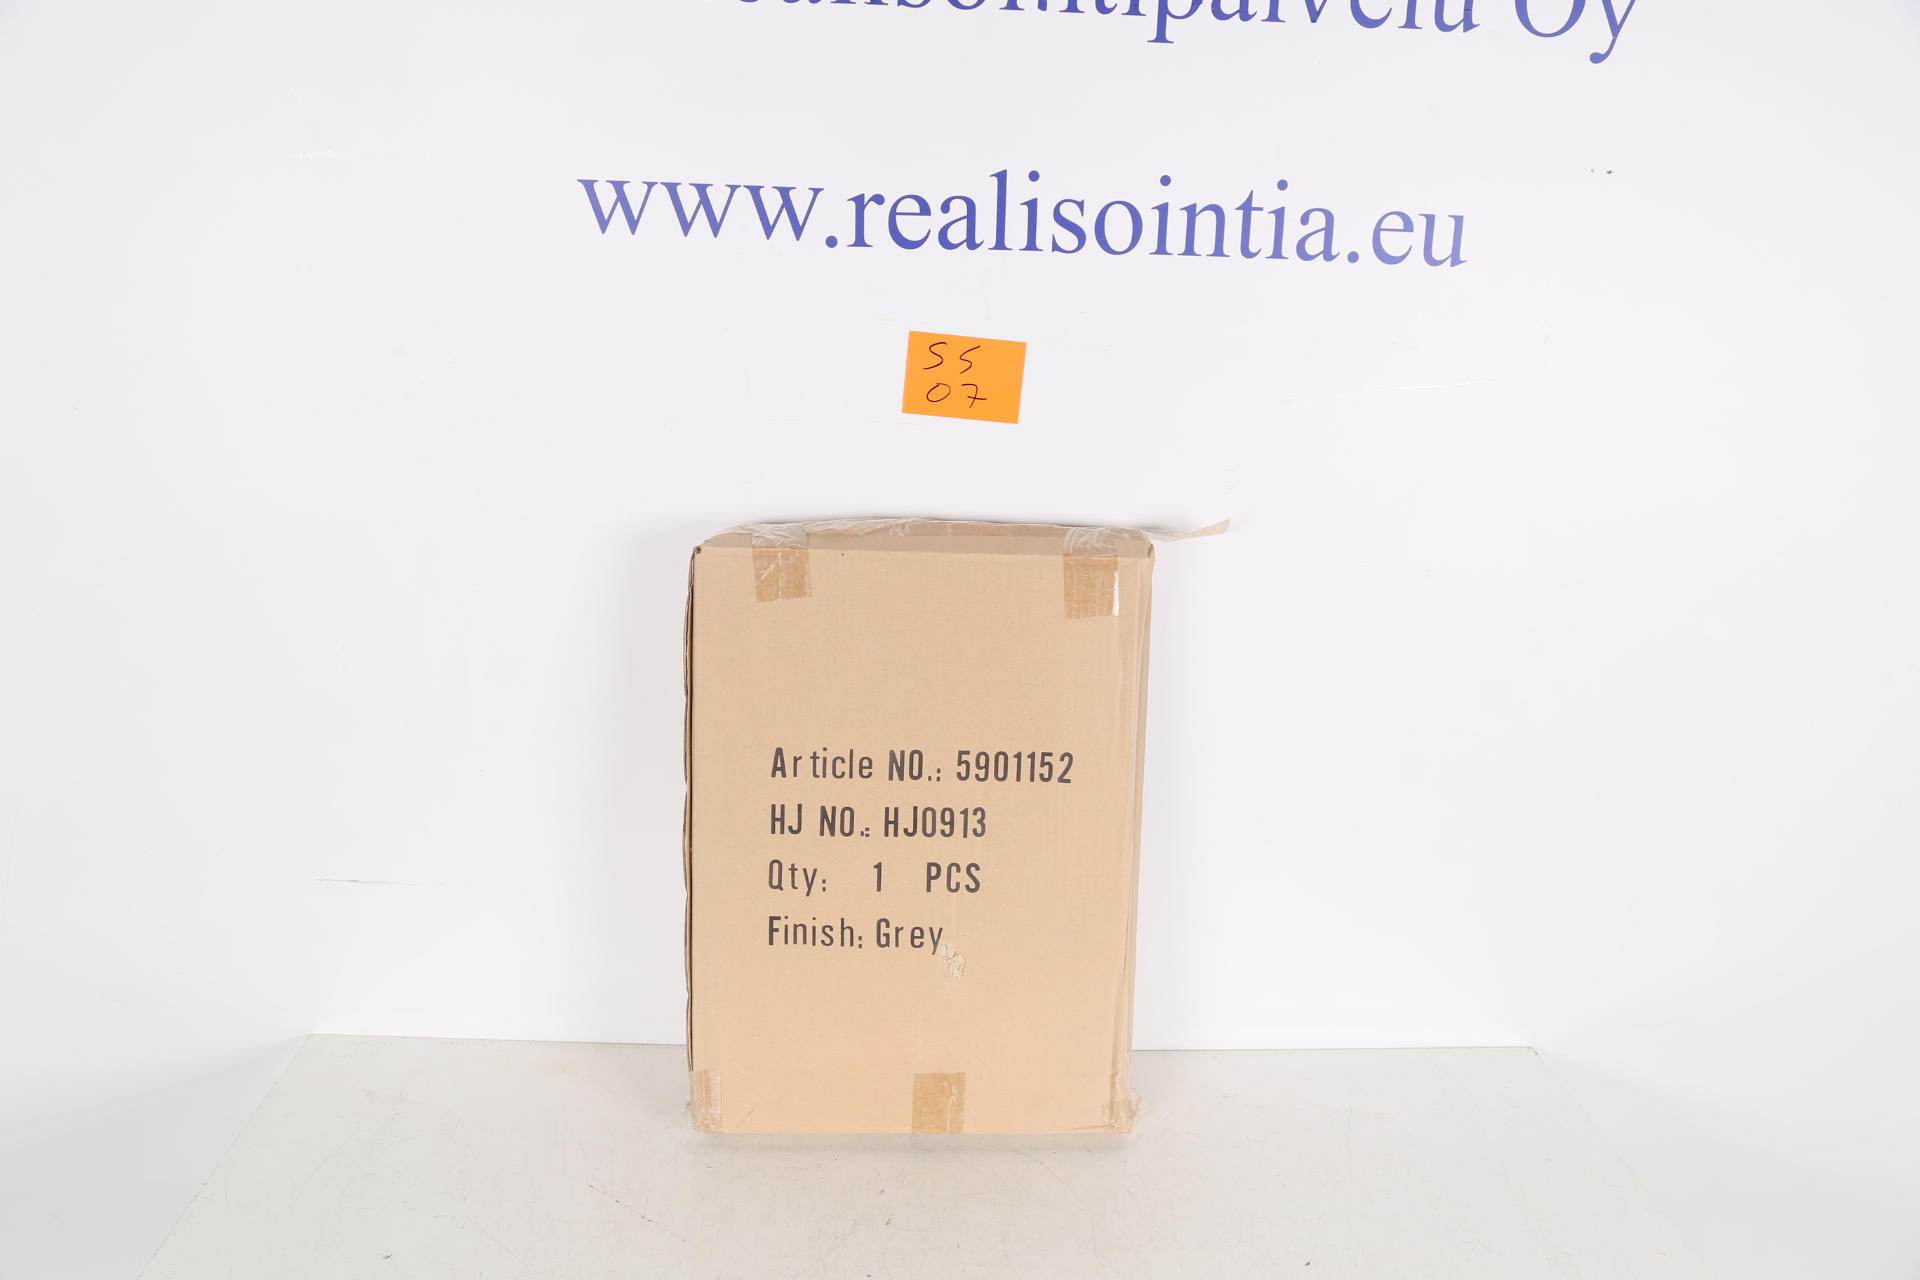 www.realisointia.eu
SS
07
Article NO.: 5901152
HJ NO.: HJ0913
Qty: 1 PCS
Finish: Grey